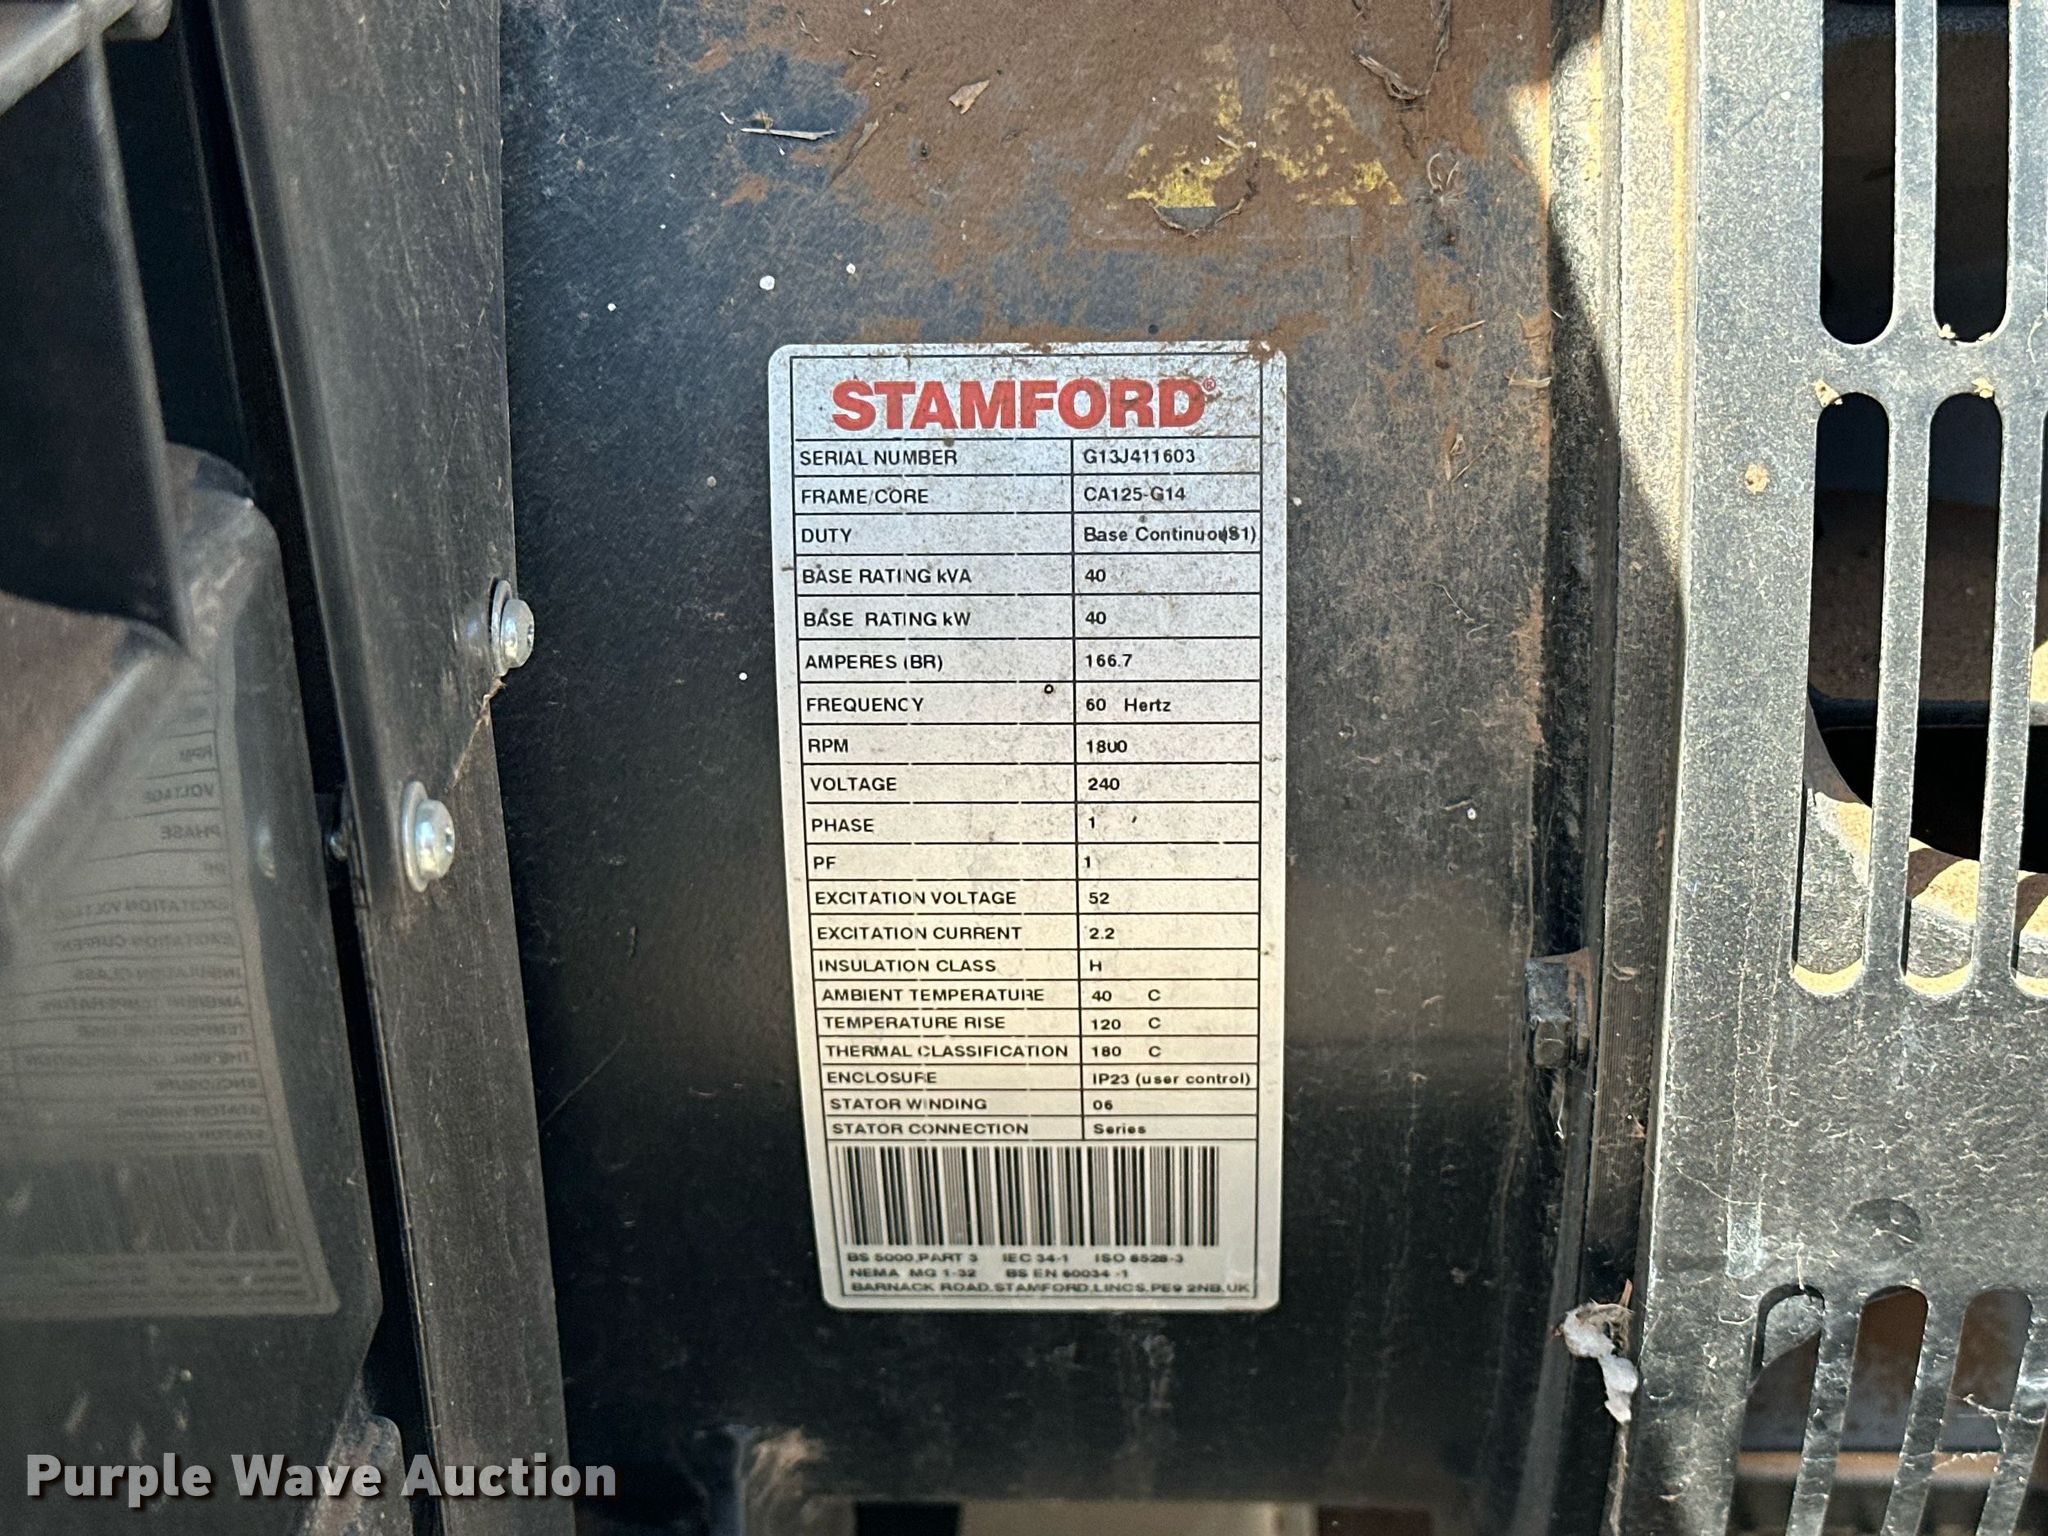 STAMFORD®
SERIAL NUMBER G13J411603
FRAME/CORE CA125-G14
DUTY Base Continuous(S1)
BASE RATING kVA 40
BASE RATING kW 40
AMPERES (BR) 166.7
FREQUENCY 60 Hertz
RPM 1800
VOLTAGE 240
PHASE 1
PF 1
EXCITATION VOLTAGE 52
EXCITATION CURRENT 2.2
INSULATION CLASS H
AMBIENT TEMPERATURE 40 C
TEMPERATURE RISE 120 C
THERMAL CLASSIFICATION 180 C
ENCLOSURE IP23 (user control)
STATOR WINDING 06
STATOR CONNECTION Series
BS 5000,PART 3 IEC 34-1 ISO 8528-3
NEMA MG 1-32 BS EN 60034-1
BARNACK ROAD.STAMFORD.LINCS.PE9 2NB.UK
Purple Wave Auction